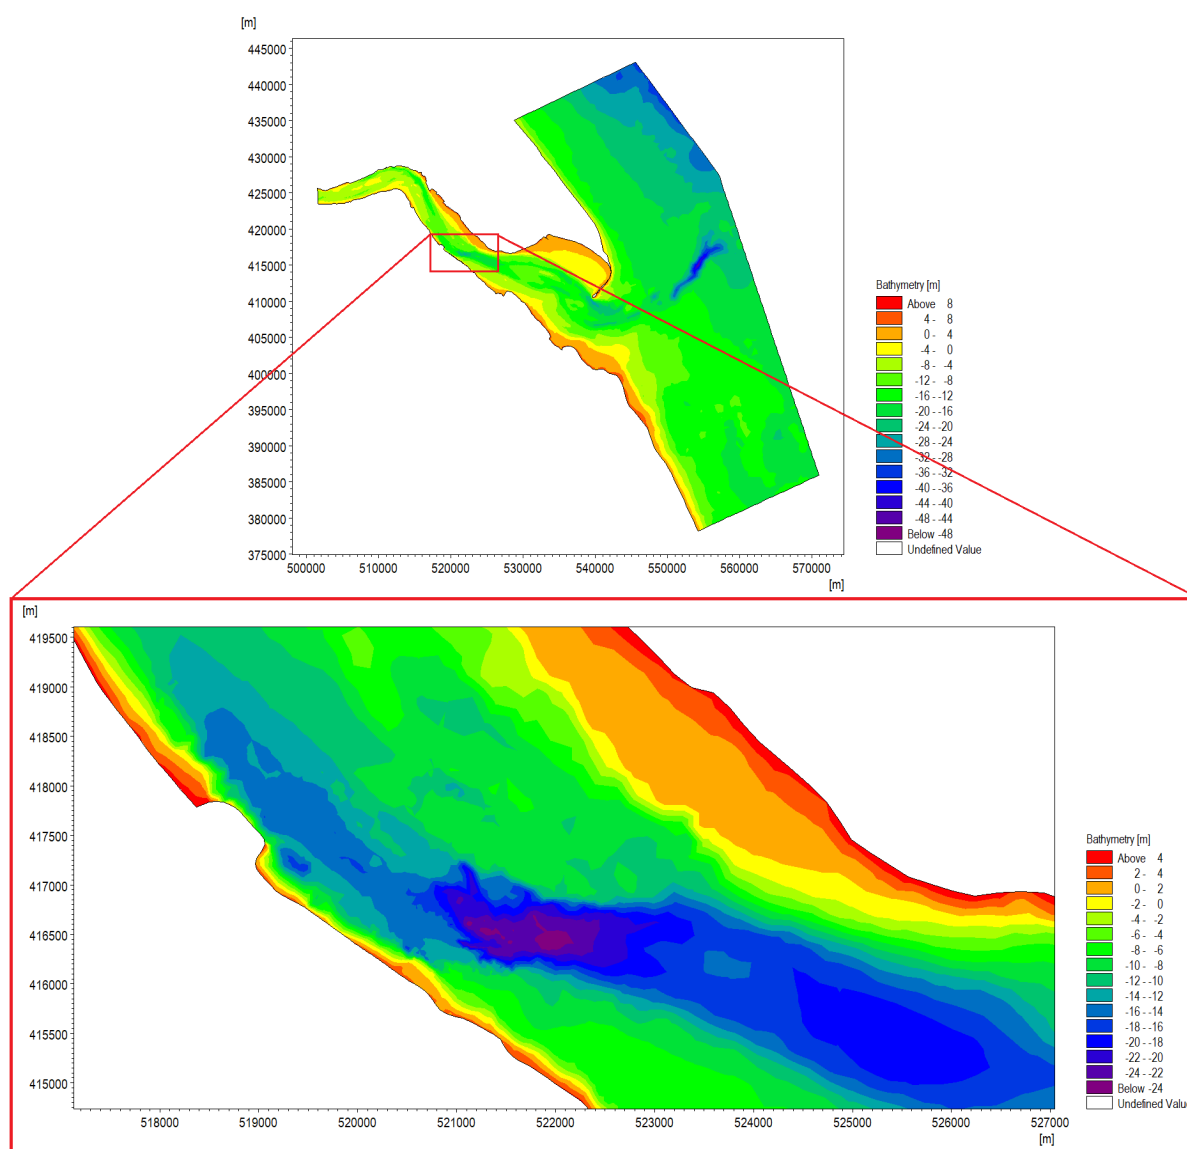 [m]
445000
440000
435000
430000
425000
420000
415000
410000
405000
400000
395000
390000
385000
380000
375000
500000 510000 520000 530000 540000 550000 560000 570000
[m]
Bathymetry [m]
Above 8
4 - 8
0 - 4
-4 - 0
-8 - -4
-12 - -8
-16 - -12
-20 - -16
-24 - -20
-28 - -24
-32 - -28
-36 - -32
-40 - -36
-44 - -40
-48 - -44
Below -48
Undefined Value
[m]
419500
419000
418500
418000
417500
417000
416500
416000
415500
415000
518000 519000 520000 521000 522000 523000 524000 525000 526000 527000
[m]
Bathymetry [m]
Above 4
2 - 4
0 - 2
-2 - 0
-4 - -2
-6 - -4
-8 - -6
-10 - -8
-12 - -10
-14 - -12
-16 - -14
-18 - -16
-20 - -18
-22 - -20
-24 - -22
Below -24
Undefined Valu